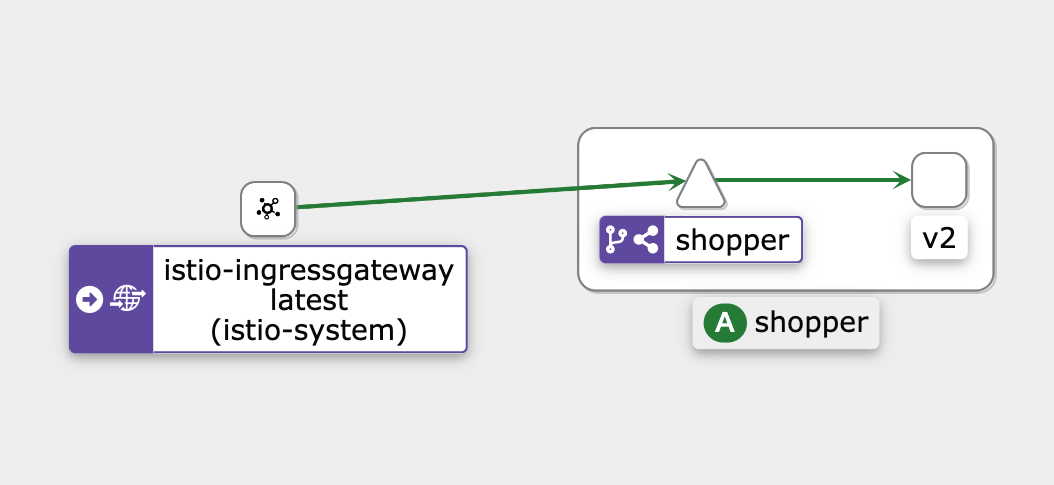 istio-ingressgateway
latest
(istio-system)
shopper
v2
A shopper